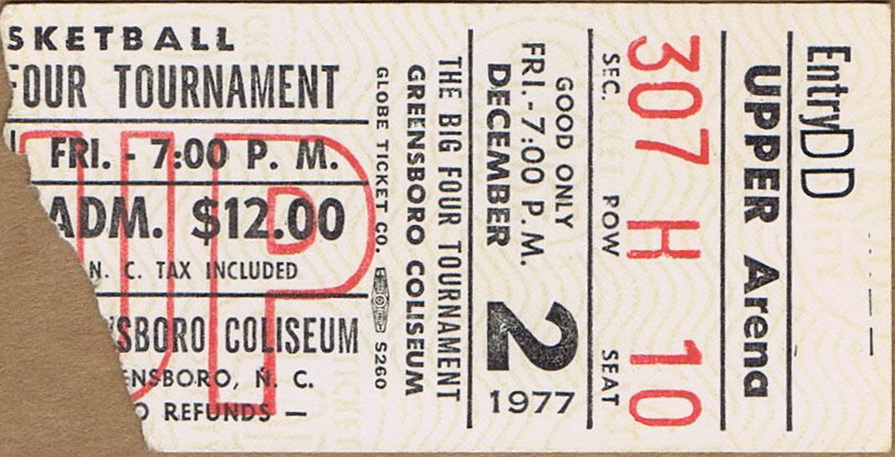 SKETBALL
FOUR TOURNAMENT
FRI. - 7:00 P. M.
ADM. $12.00
N. C. TAX INCLUDED
NSBORO COLISEUM
ENSBORO, N. C.
O REFUNDS —
UP
GLOBE TICKET CO. S260
THE BIG FOUR TOURNAMENT
GREENSBORO COLISEUM
GOOD ONLY
FRI. - 7:00 P. M.
DECEMBER
2
1977
SEC. ROW SEAT
307 H 10
UPPER Arena
EntryDD